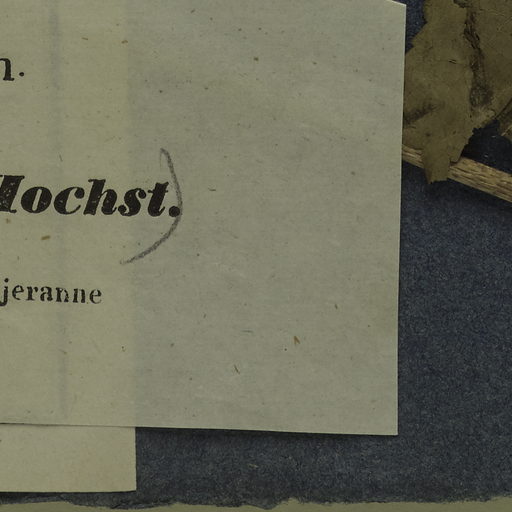 n.
Hochst.)
jeranne